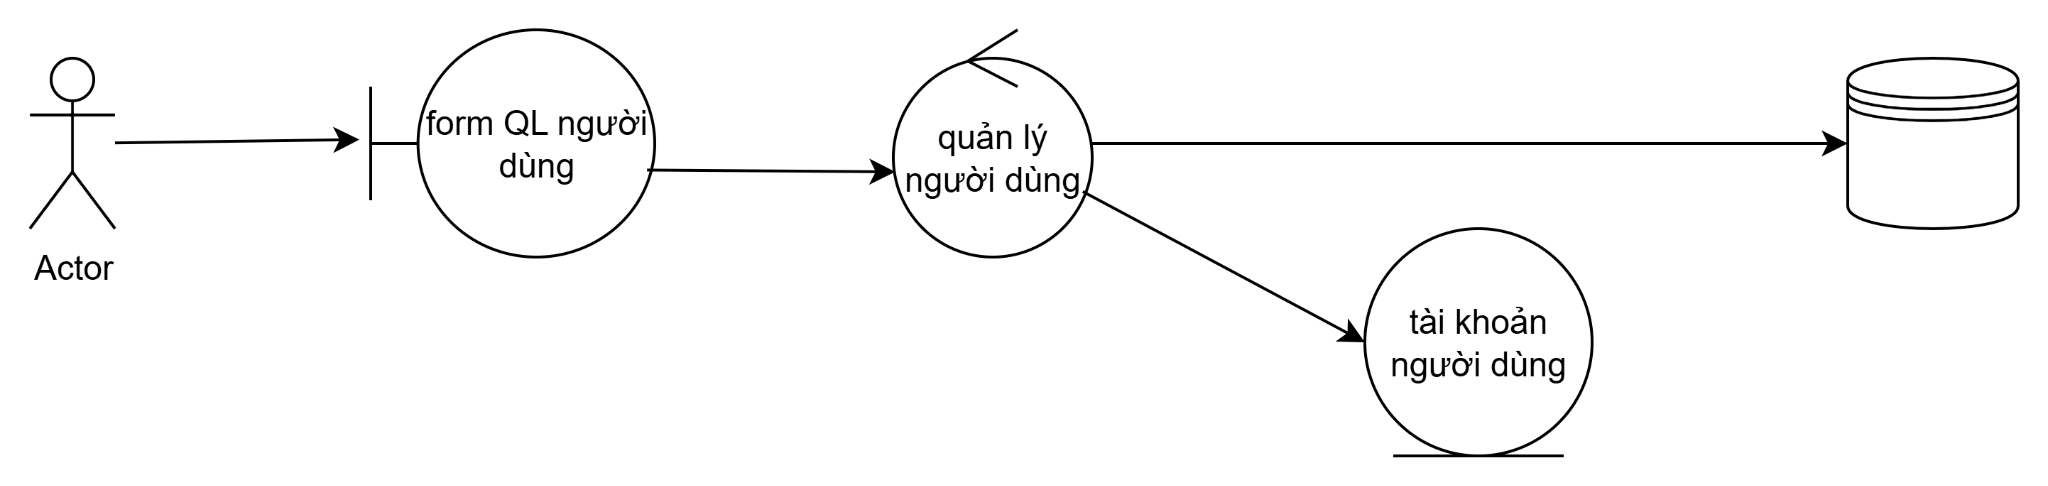 form QL người
dùng
quản lý
người dùng
Actor
tài khoản
người dùng